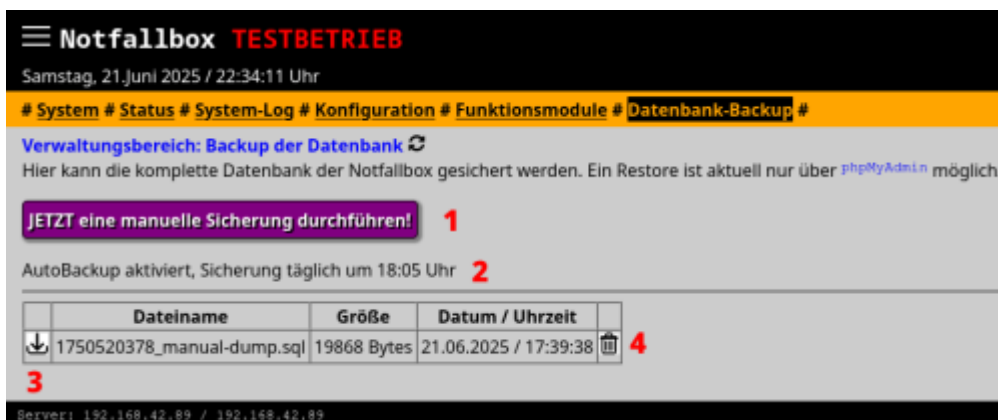 Notfallbox TESTBETRIEB
Samstag, 21.Juni 2025 / 22:34:11 Uhr
# System # Status # System-Log # Konfiguration # Funktionsmodule # Datenbank-Backup #
Verwaltungsbereich: Backup der Datenbank
Hier kann die komplette Datenbank der Notfallbox gesichert werden. Ein Restore ist aktuell nur über phpMyAdmin möglich
JETZT eine manuelle Sicherung durchführen! 1
AutoBackup aktiviert, Sicherung täglich um 18:05 Uhr 2
Dateiname Größe Datum / Uhrzeit
1750520378_manual-dump.sql 19868 Bytes 21.06.2025 / 17:39:38 4
3
Server: 192.168.42.89 / 192.168.42.89